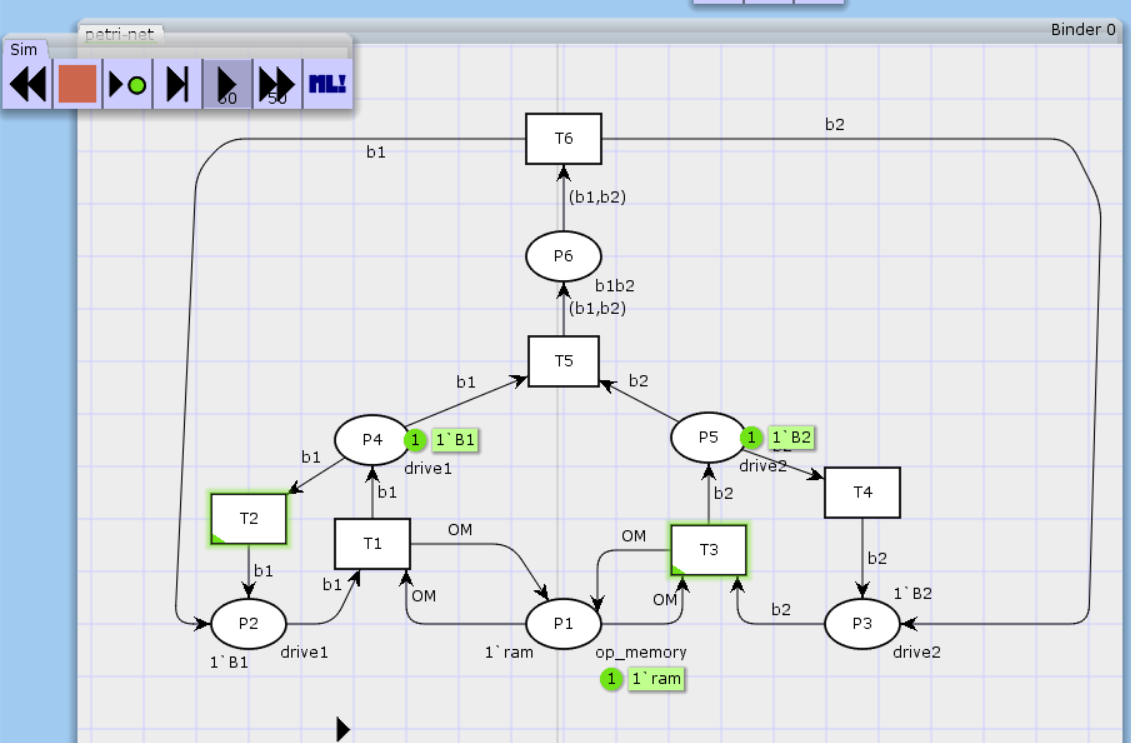 Binder 0
petri-net
Sim
60
50
ML!
T6
b2
b1
(b1,b2)
P6
b1b2
(b1,b2)
T5
b1
b2
P4
1
1`B1
P5
1
1`B2
b2
drive1
drive2
b1
b1
b2
T2
T4
T1
OM
OM
T3
b2
b1
b1
OM
OM
b2
1`B2
P2
P1
P3
1`B1
drive1
1`ram
op_memory
drive2
1
1`ram